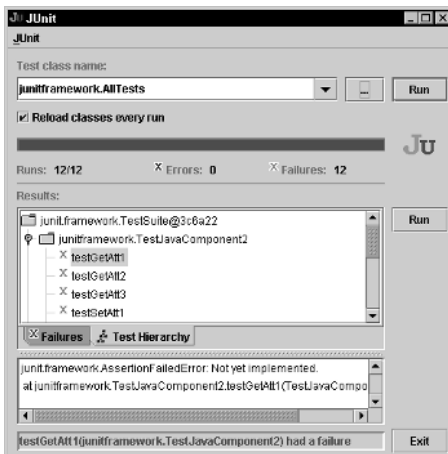 JUnit
JUnit
Test class name:
junitframework.AllTests
...
Run
Reload classes every run
JU
Runs: 12/12 X Errors: 0 X Failures: 12
Results:
junit.framework.TestSuite@3c6a22
Run
junitframework.TestJavaComponent2
X testGetAtt1
X testGetAtt2
X testGetAtt3
X testSetAtt1
X Failures Test Hierarchy
junit.framework.AssertionFailedError: Not yet implemented.
at junitframework.TestJavaComponent2.testGetAtt1(TestJavaCompo
testGetAtt1(junitframework.TestJavaComponent2) had a failure
Exit